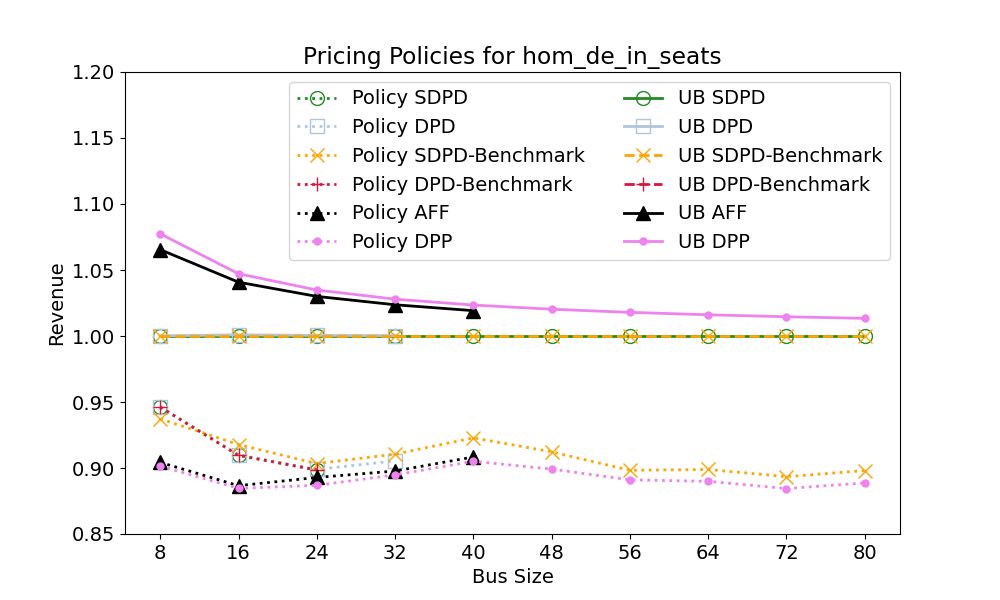 Pricing Policies for hom_de_in_seats
1.20
1.15
1.10
1.05
1.00
0.95
0.90
0.85
Revenue
Policy SDPD
Policy DPD
Policy SDPD-Benchmark
Policy DPD-Benchmark
Policy AFF
Policy DPP
UB SDPD
UB DPD
UB SDPD-Benchmark
UB DPD-Benchmark
UB AFF
UB DPP
8 16 24 32 40 48 56 64 72 80
Bus Size